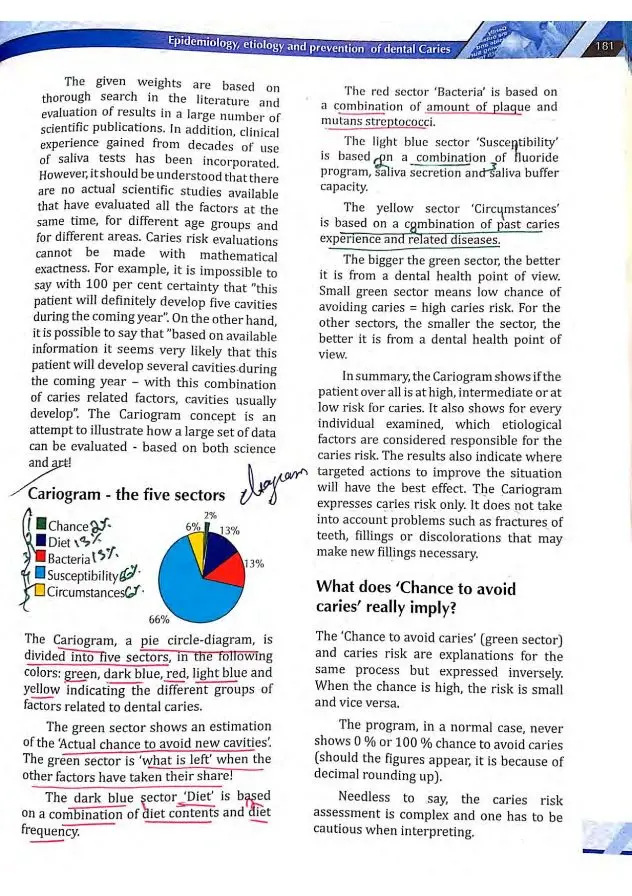 Epidemiology, etiology and prevention of dental Caries
181
The given weights are based on
thorough search in the literature and
evaluation of results in a large number of
scientific publications. In addition, clinical
experience gained from decades of use
of saliva tests has been incorporated.
However, it should be understood that there
are no actual scientific studies available
that have evaluated all the factors at the
same time, for different age groups and
for different areas. Caries risk evaluations
cannot be made with mathematical
exactness. For example, it is impossible to
say with 100 per cent certainty that "this
patient will definitely develop five cavities
during the coming year". On the other hand,
it is possible to say that "based on available
information it seems very likely that this
patient will develop several cavities during
the coming year – with this combination
of caries related factors, cavities usually
develop". The Cariogram concept is an
attempt to illustrate how a large set of data
can be evaluated - based on both science
and art!
Cariogram - the five sectors
diagram
1 Chance 2%
2 Diet 13%
3 Bacteria 13%
4 Susceptibility 66%
5 Circumstances 6%
2%
6%
13%
13%
66%
The Cariogram, a pie circle-diagram, is
divided into five sectors, in the following
colors: green, dark blue, red, light blue and
yellow indicating the different groups of
factors related to dental caries.
The green sector shows an estimation
of the 'Actual chance to avoid new cavities'.
The green sector is 'what is left' when the
other factors have taken their share!
The dark blue sector 'Diet' is based
on a combination of diet contents and diet
frequency.
The red sector 'Bacteria' is based on
a combination of amount of plaque and
mutans streptococci.
The light blue sector 'Susceptibility'
is based on a combination of fluoride
program, saliva secretion and saliva buffer
capacity.
The yellow sector 'Circumstances'
is based on a combination of past caries
experience and related diseases.
The bigger the green sector, the better
it is from a dental health point of view.
Small green sector means low chance of
avoiding caries = high caries risk. For the
other sectors, the smaller the sector, the
better it is from a dental health point of
view.
In summary, the Cariogram shows if the
patient over all is at high, intermediate or at
low risk for caries. It also shows for every
individual examined, which etiological
factors are considered responsible for the
caries risk. The results also indicate where
targeted actions to improve the situation
will have the best effect. The Cariogram
expresses caries risk only. It does not take
into account problems such as fractures of
teeth, fillings or discolorations that may
make new fillings necessary.
What does 'Chance to avoid
caries' really imply?
The 'Chance to avoid caries' (green sector)
and caries risk are explanations for the
same process but expressed inversely.
When the chance is high, the risk is small
and vice versa.
The program, in a normal case, never
shows 0 % or 100 % chance to avoid caries
(should the figures appear, it is because of
decimal rounding up).
Needless to say, the caries risk
assessment is complex and one has to be
cautious when interpreting.